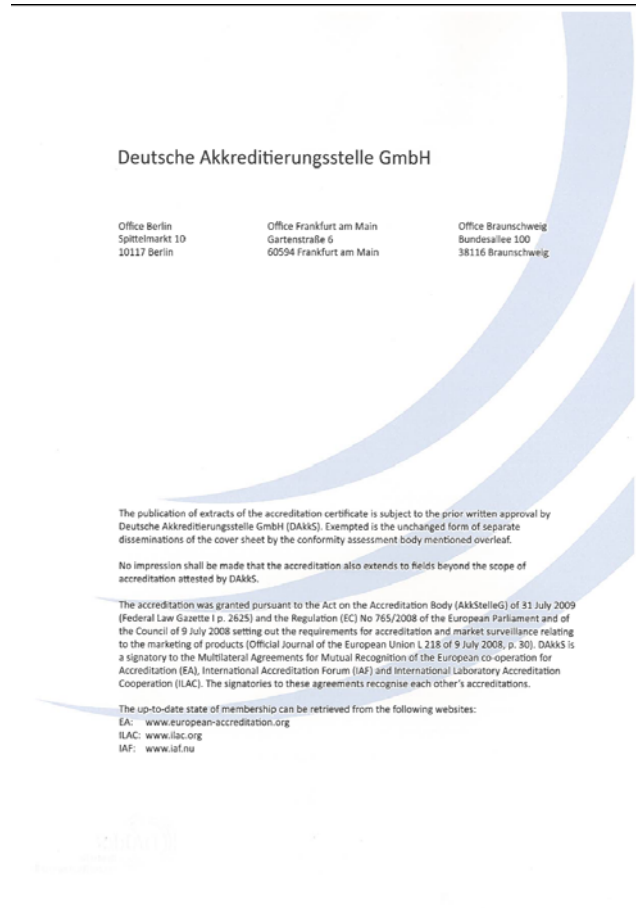 Deutsche Akkreditierungsstelle GmbH
Office Berlin
Spittelmarkt 10
10117 Berlin
Office Frankfurt am Main
Gartenstraße 6
60594 Frankfurt am Main
Office Braunschweig
Bundesallee 100
38116 Braunschweig
The publication of extracts of the accreditation certificate is subject to the prior written approval by
Deutsche Akkreditierungsstelle GmbH (DAkkS). Exempted is the unchanged form of separate
disseminations of the cover sheet by the conformity assessment body mentioned overleaf.
No impression shall be made that the accreditation also extends to fields beyond the scope of
accreditation attested by DAkkS.
The accreditation was granted pursuant to the Act on the Accreditation Body (AkkStelleG) of 31 July 2009
(Federal Law Gazette I p. 2625) and the Regulation (EC) No 765/2008 of the European Parliament and of
the Council of 9 July 2008 setting out the requirements for accreditation and market surveillance relating
to the marketing of products (Official Journal of the European Union L 218 of 9 July 2008, p. 30). DAkkS is
a signatory to the Multilateral Agreements for Mutual Recognition of the European co-operation for
Accreditation (EA), International Accreditation Forum (IAF) and International Laboratory Accreditation
Cooperation (ILAC). The signatories to these agreements recognise each other's accreditations.
The up-to-date state of membership can be retrieved from the following websites:
EA: www.european-accreditation.org
ILAC: www.ilac.org
IAF: www.iaf.nu